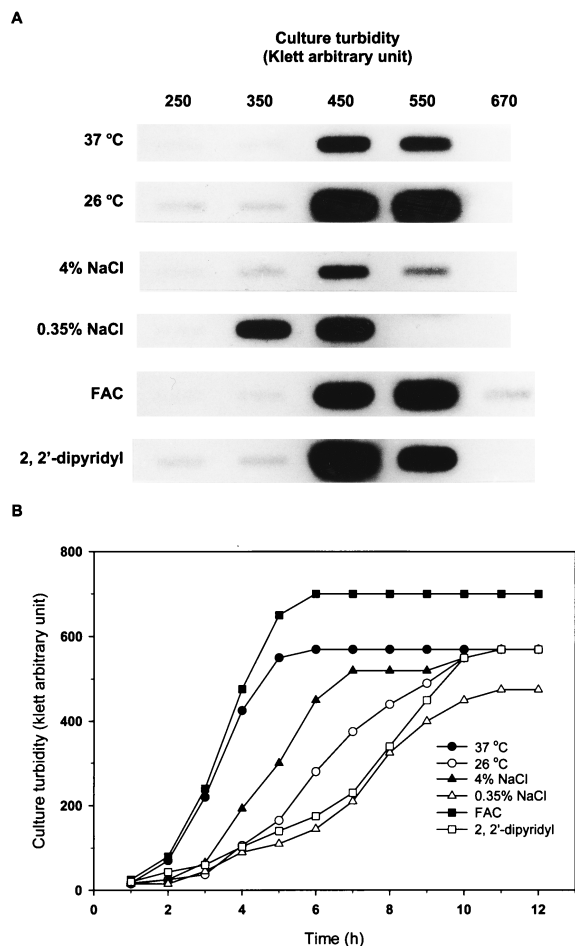 A
Culture turbidity
(Klett arbitrary unit)
250 350 450 550 670
37 °C
26 °C
4% NaCl
0.35% NaCl
FAC
2, 2'-dipyridyl
B
800
600
400
200
0
Culture turbidity (klett arbitrary unit)
37 °C
26 °C
4% NaCl
0.35% NaCl
FAC
2, 2'-dipyridyl
0 2 4 6 8 10 12
Time (h)